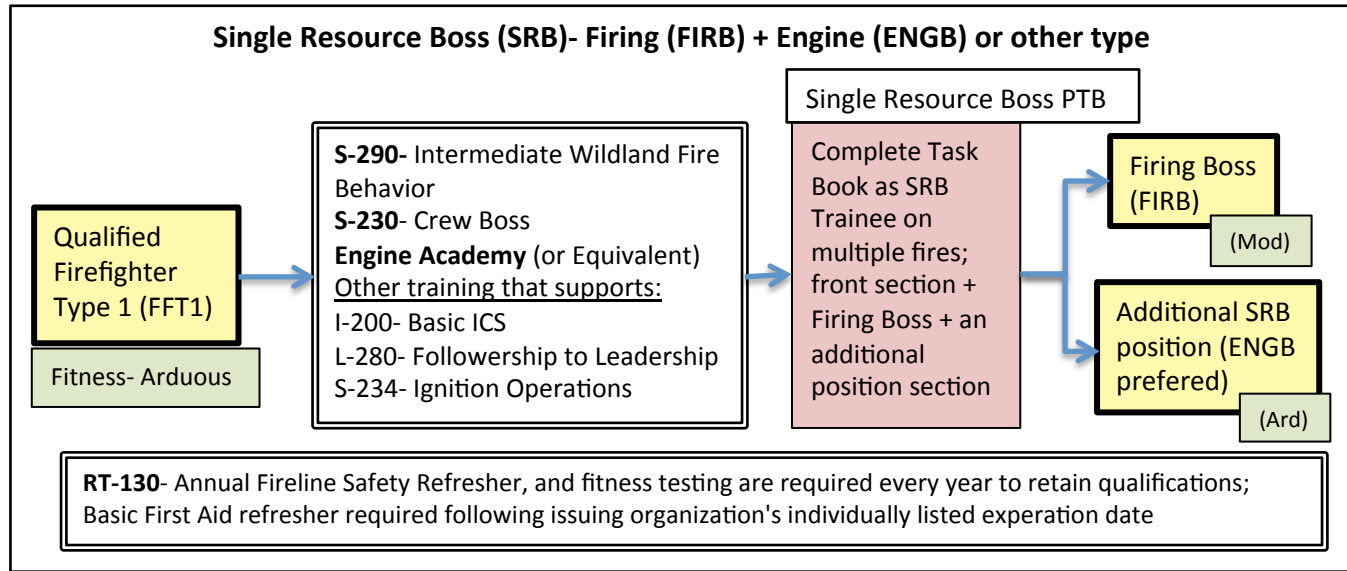 Single Resource Boss (SRB)- Firing (FIRB) + Engine (ENGB) or other type
Qualified
Firefighter
Type 1 (FFT1)
Fitness- Arduous
S-290- Intermediate Wildland Fire
Behavior
S-230- Crew Boss
Engine Academy (or Equivalent)
Other training that supports:
I-200- Basic ICS
L-280- Followership to Leadership
S-234- Ignition Operations
Single Resource Boss PTB
Complete Task
Book as SRB
Trainee on
multiple fires;
front section +
Firing Boss + an
additional
position section
Firing Boss
(FIRB)
(Mod)
Additional SRB
position (ENGB
prefered)
(Ard)
RT-130- Annual Fireline Safety Refresher, and fitness testing are required every year to retain qualifications;
Basic First Aid refresher required following issuing organization's individually listed experation date